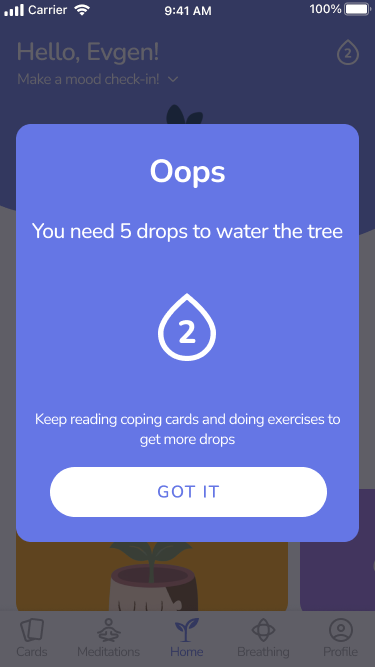 Carrier 9:41 AM 100%
Hello, Evgen!
2
Make a mood check-in!
Oops
You need 5 drops to water the tree
2
Keep reading coping cards and doing exercises to
get more drops
GOT IT
Cards Meditations Home Breathing Profile